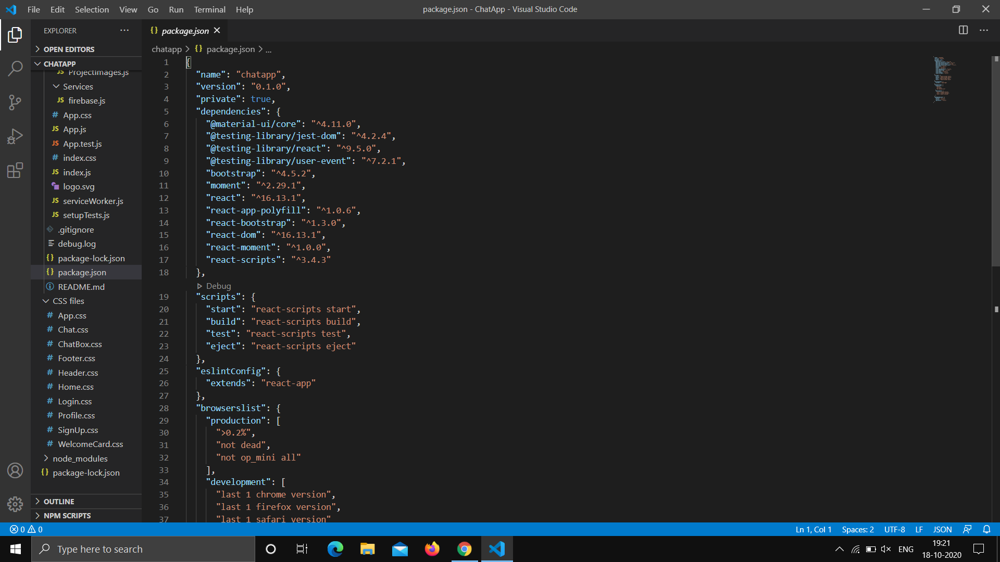 File Edit Selection View Go Run Terminal Help
package.json - ChatApp - Visual Studio Code
EXPLORER
OPEN EDITORS
CHATAPP
JS ProjectImages.js
Services
JS firebase.js
# App.css
JS App.js
JS App.test.js
# index.css
JS index.js
logo.svg
JS serviceWorker.js
JS setupTests.js
.gitignore
debug.log
{} package-lock.json
{} package.json
README.md
CSS files
# App.css
# Chat.css
# ChatBox.css
# Footer.css
# Header.css
# Home.css
# Login.css
# Profile.css
# SignUp.css
# WelcomeCard.css
node_modules
{} package-lock.json
OUTLINE
NPM SCRIPTS
{} package.json
chatapp > {} package.json > ...
1 {
2 "name": "chatapp",
3 "version": "0.1.0",
4 "private": true,
5 "dependencies": {
6 "@material-ui/core": "^4.11.0",
7 "@testing-library/jest-dom": "^4.2.4",
8 "@testing-library/react": "^9.5.0",
9 "@testing-library/user-event": "^7.2.1",
10 "bootstrap": "^4.5.2",
11 "moment": "^2.29.1",
12 "react": "^16.13.1",
13 "react-app-polyfill": "^1.0.6",
14 "react-bootstrap": "^1.3.0",
15 "react-dom": "^16.13.1",
16 "react-moment": "^1.0.0",
17 "react-scripts": "^3.4.3"
18 },
Debug
19 "scripts": {
20 "start": "react-scripts start",
21 "build": "react-scripts build",
22 "test": "react-scripts test",
23 "eject": "react-scripts eject"
24 },
25 "eslintConfig": {
26 "extends": "react-app"
27 },
28 "browserslist": {
29 "production": [
30 ">0.2%",
31 "not dead",
32 "not op_mini all"
33 ],
34 "development": [
35 "last 1 chrome version",
36 "last 1 firefox version",
37 "last 1 safari version"
0 0
Ln 1, Col 1 Spaces: 2 UTF-8 LF JSON
Type here to search
ENG
19:21
18-10-2020